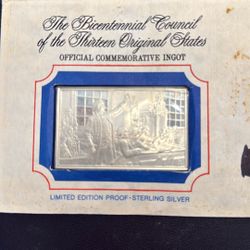 The Bicentennial Council
of the Thirteen Original States
OFFICIAL COMMEMORATIVE INGOT
LIMITED EDITION PROOF-STERLING SILVER